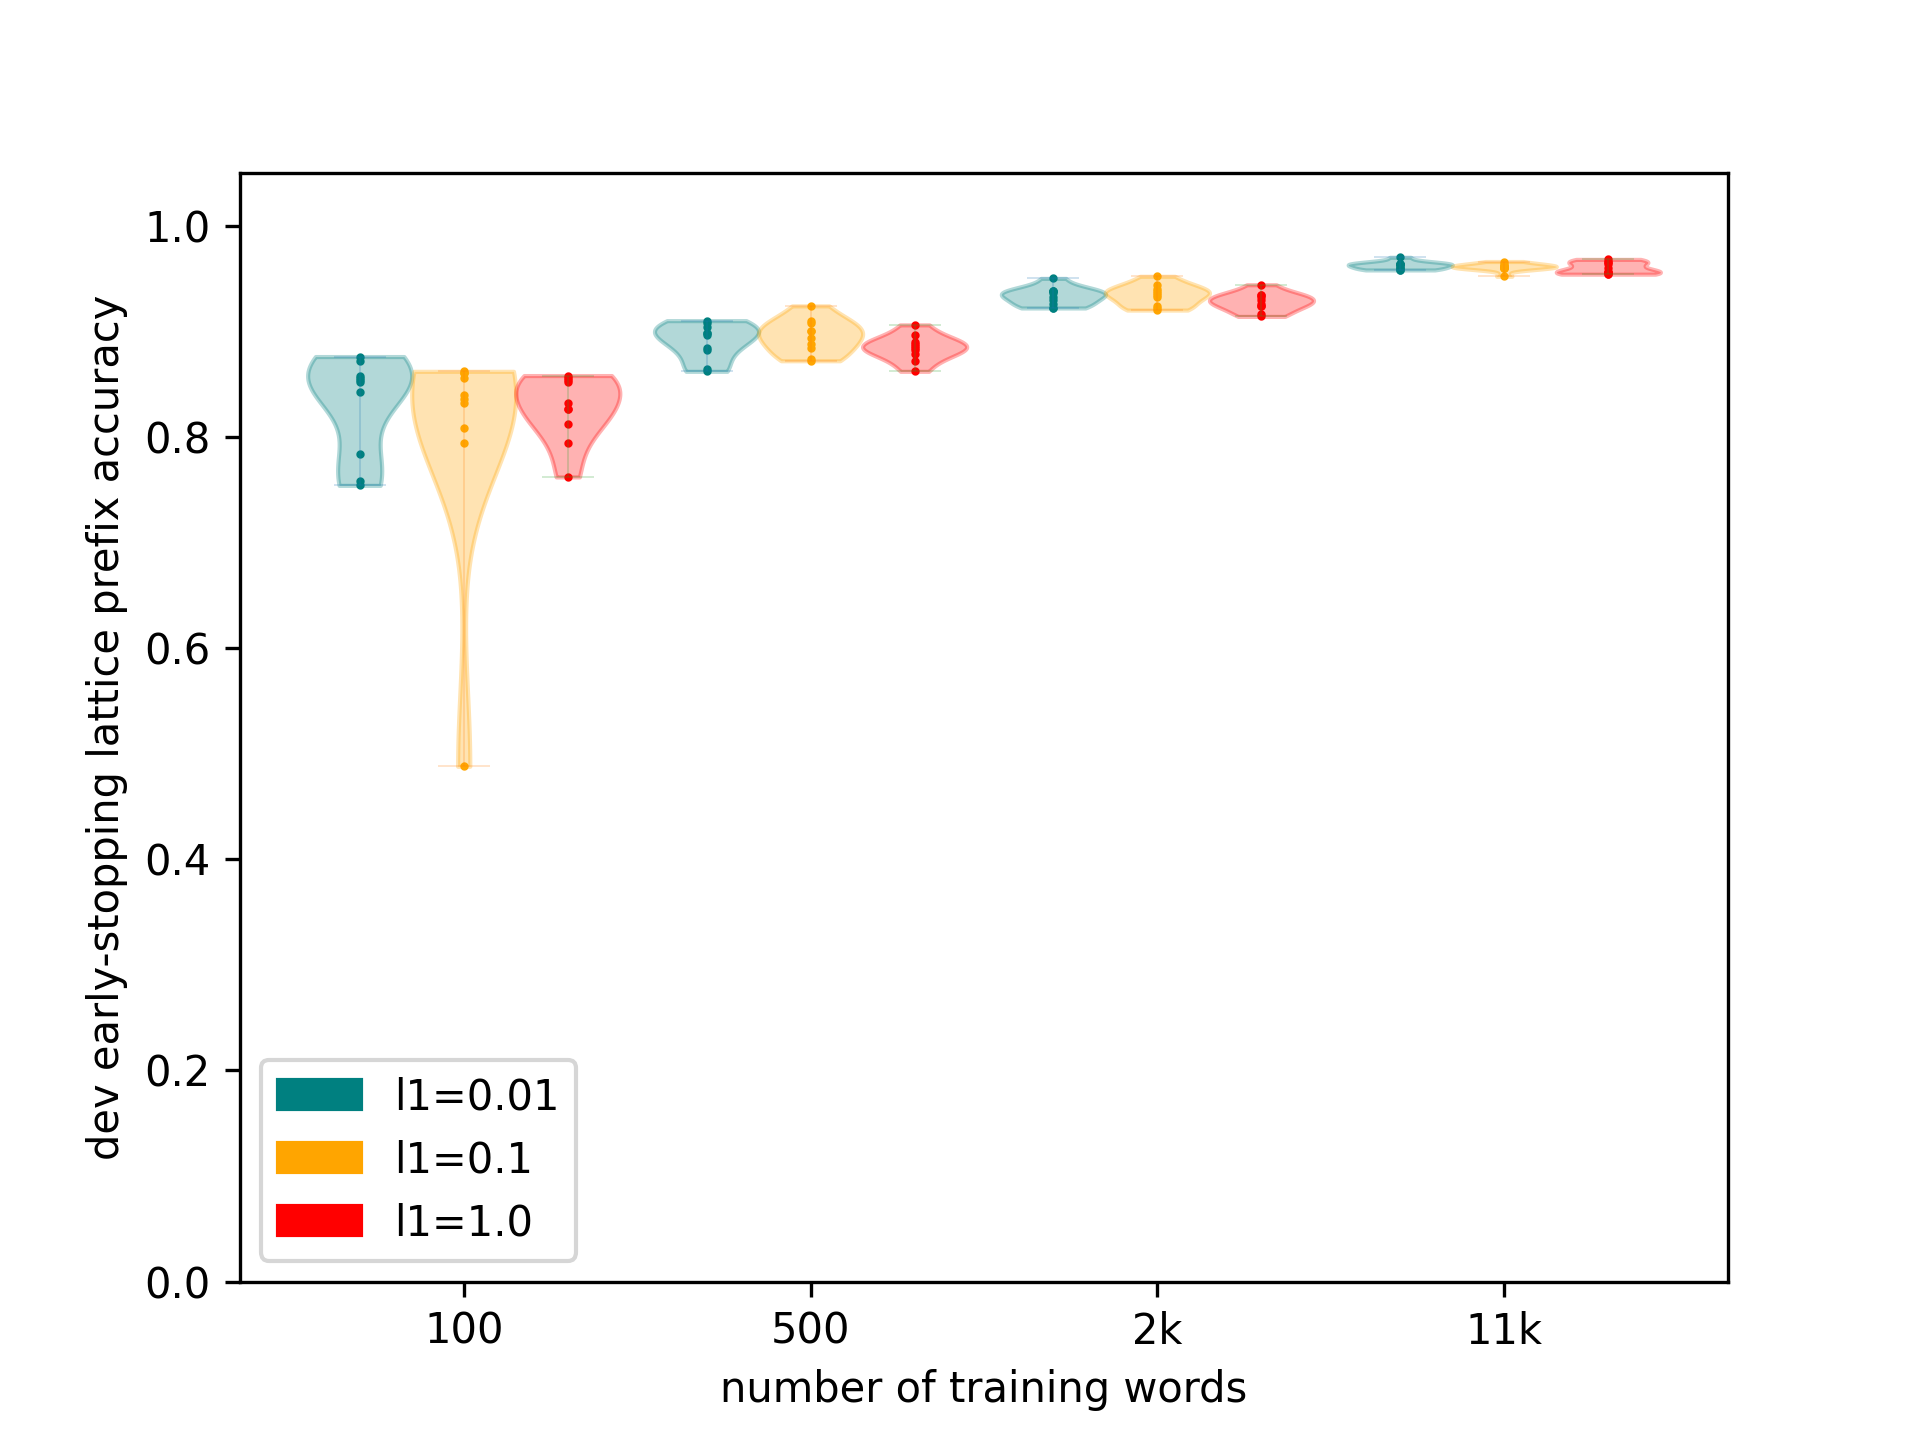 dev early-stopping lattice prefix accuracy
1.0
0.8
0.6
0.4
0.2
0.0
l1=0.01
l1=0.1
l1=1.0
100 500 2k 11k
number of training words